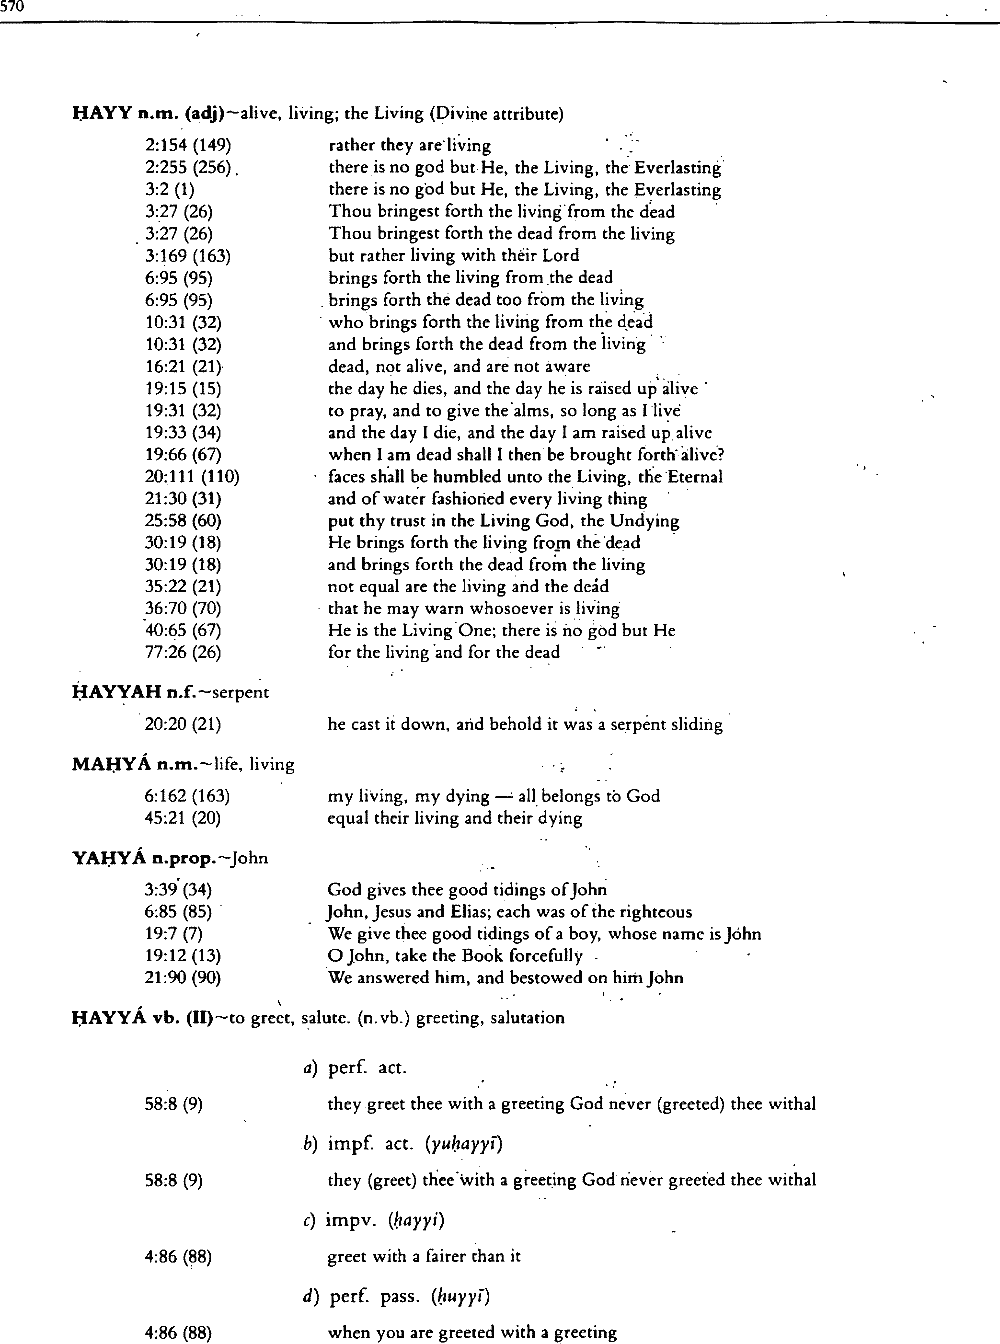 570
ḤAYY n.m. (adj)~alive, living; the Living (Divine attribute)
2:154 (149) rather they are living
2:255 (256) there is no god but He, the Living, the Everlasting
3:2 (1) there is no god but He, the Living, the Everlasting
3:27 (26) Thou bringest forth the living from the dead
3:27 (26) Thou bringest forth the dead from the living
3:169 (163) but rather living with their Lord
6:95 (95) brings forth the living from the dead
6:95 (95) brings forth the dead too from the living
10:31 (32) who brings forth the living from the dead
10:31 (32) and brings forth the dead from the living
16:21 (21) dead, not alive, and are not aware
19:15 (15) the day he dies, and the day he is raised up alive
19:31 (32) to pray, and to give the alms, so long as I live
19:33 (34) and the day I die, and the day I am raised up alive
19:66 (67) when I am dead shall I then be brought forth alive?
20:111 (110) faces shall be humbled unto the Living, the Eternal
21:30 (31) and of water fashioned every living thing
25:58 (60) put thy trust in the Living God, the Undying
30:19 (18) He brings forth the living from the dead
30:19 (18) and brings forth the dead from the living
35:22 (21) not equal are the living and the dead
36:70 (70) that he may warn whosoever is living
40:65 (67) He is the Living One; there is no god but He
77:26 (26) for the living and for the dead
ḤAYYAH n.f.~serpent
20:20 (21) he cast it down, and behold it was a serpent sliding
MAḤYÁ n.m.~life, living
6:162 (163) my living, my dying — all belongs to God
45:21 (20) equal their living and their dying
YAḤYÁ n.prop.~John
3:39 (34) God gives thee good tidings of John
6:85 (85) John, Jesus and Elias; each was of the righteous
19:7 (7) We give thee good tidings of a boy, whose name is John
19:12 (13) O John, take the Book forcefully
21:90 (90) We answered him, and bestowed on him John
ḤAYYÁ vb. (II)~to greet, salute. (n.vb.) greeting, salutation
a) perf. act.
58:8 (9) they greet thee with a greeting God never (greeted) thee withal
b) impf. act. (yuḥayyī)
58:8 (9) they (greet) thee with a greeting God never greeted thee withal
c) impv. (ḥayyi)
4:86 (88) greet with a fairer than it
d) perf. pass. (ḥuyyī)
4:86 (88) when you are greeted with a greeting